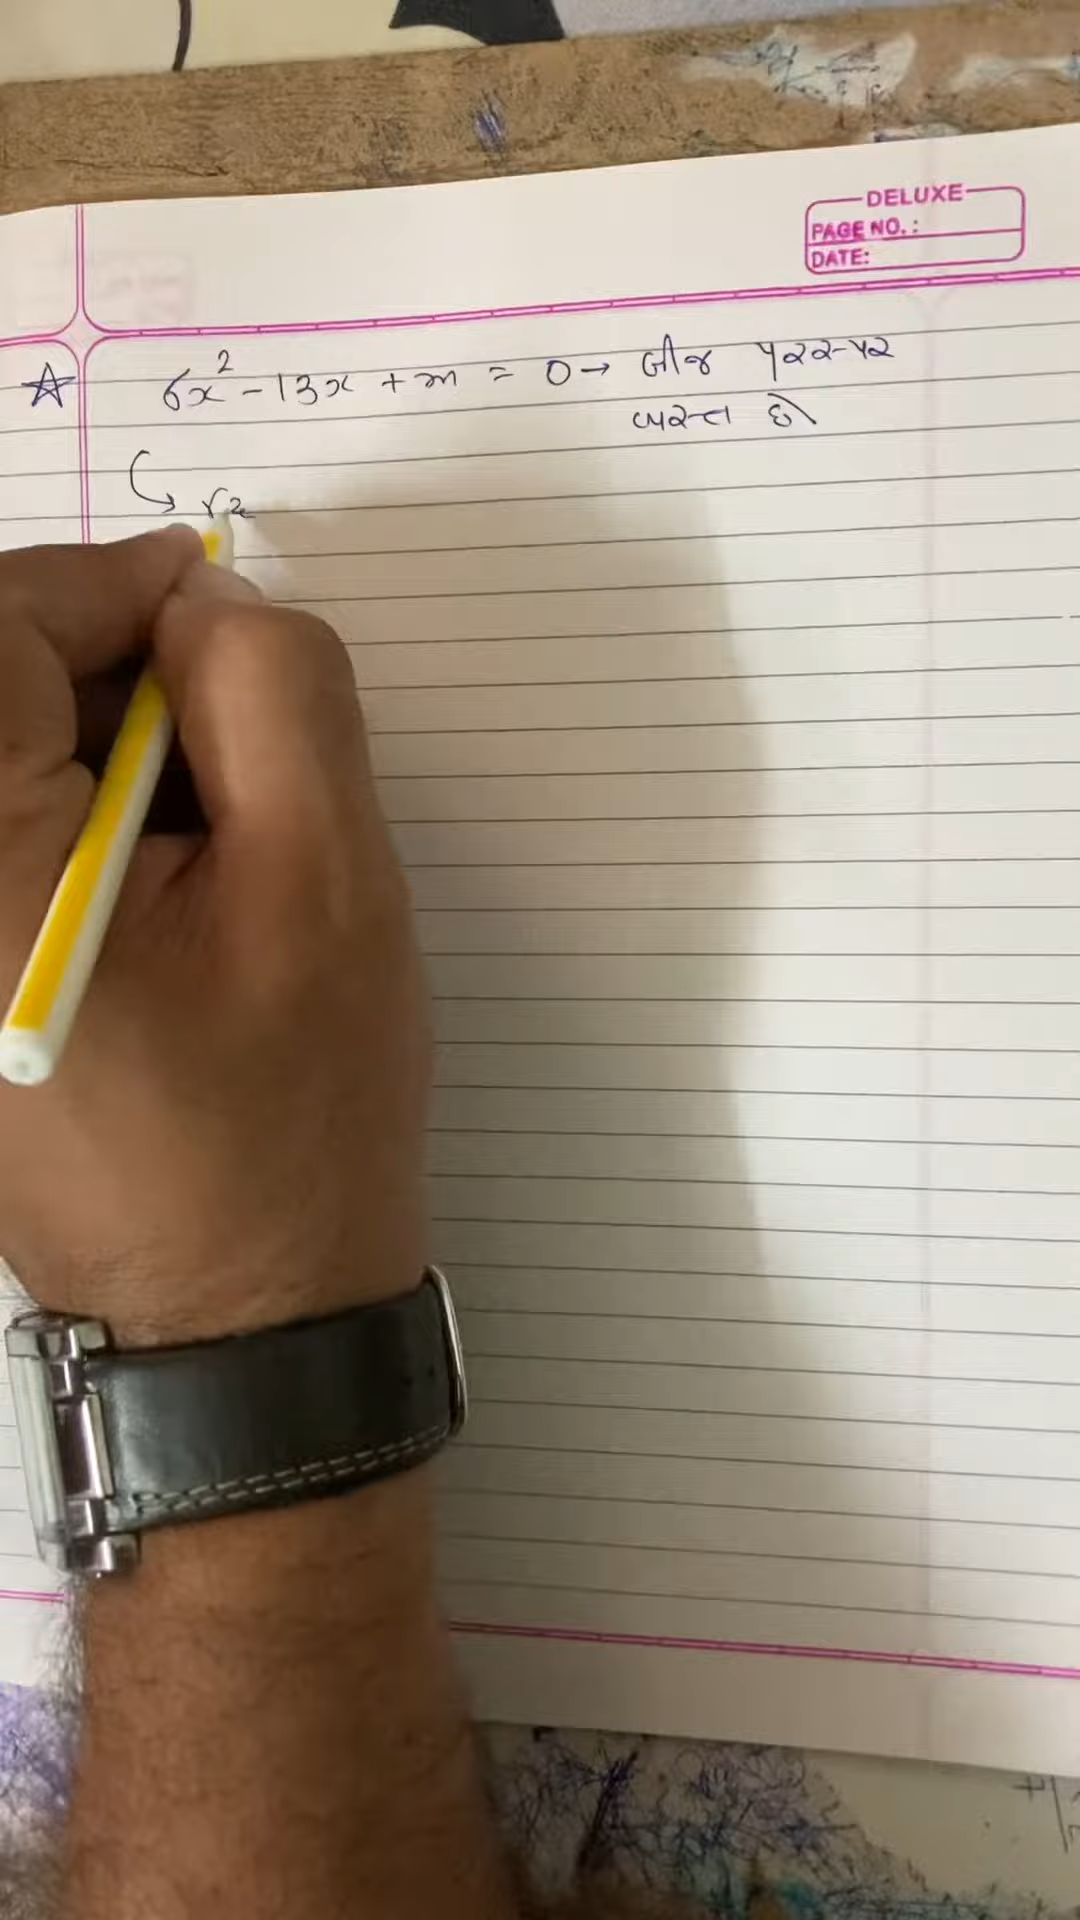 DELUXE
PAGE NO. :
DATE:
☆ 6x² - 13x + m = 0 → બીજ પરસ્પર
વ્યસ્ત હોય